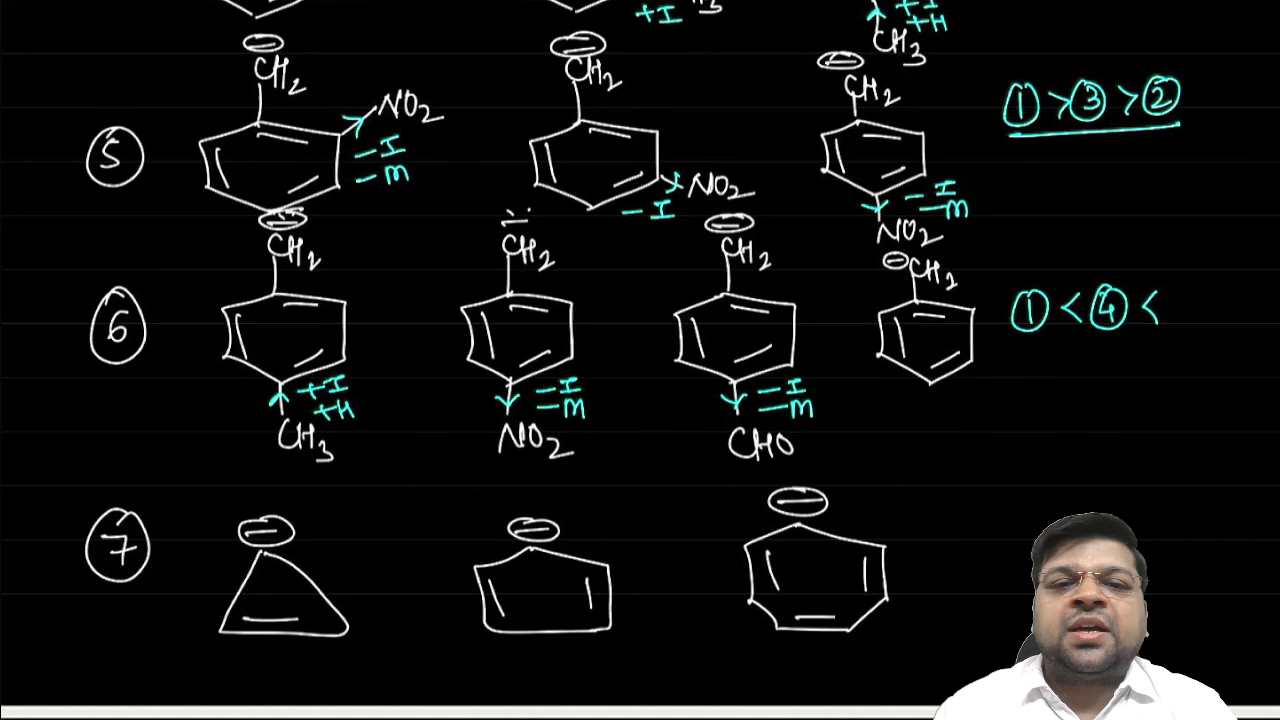 +I
+I
+H
CH3
⊖
CH2
NO2
-I
-M
⊖
CH2
NO2
-I
⊖
CH2
-I
-M
NO2
① > ③ > ②
⑤
⊖
CH2
+I
+H
CH3
⊖
CH2
-I
-M
NO2
⊖
CH2
-I
-M
CHO
⊖
CH2
① < ④ <
⑥
⑦
⊖
⊖
⊖